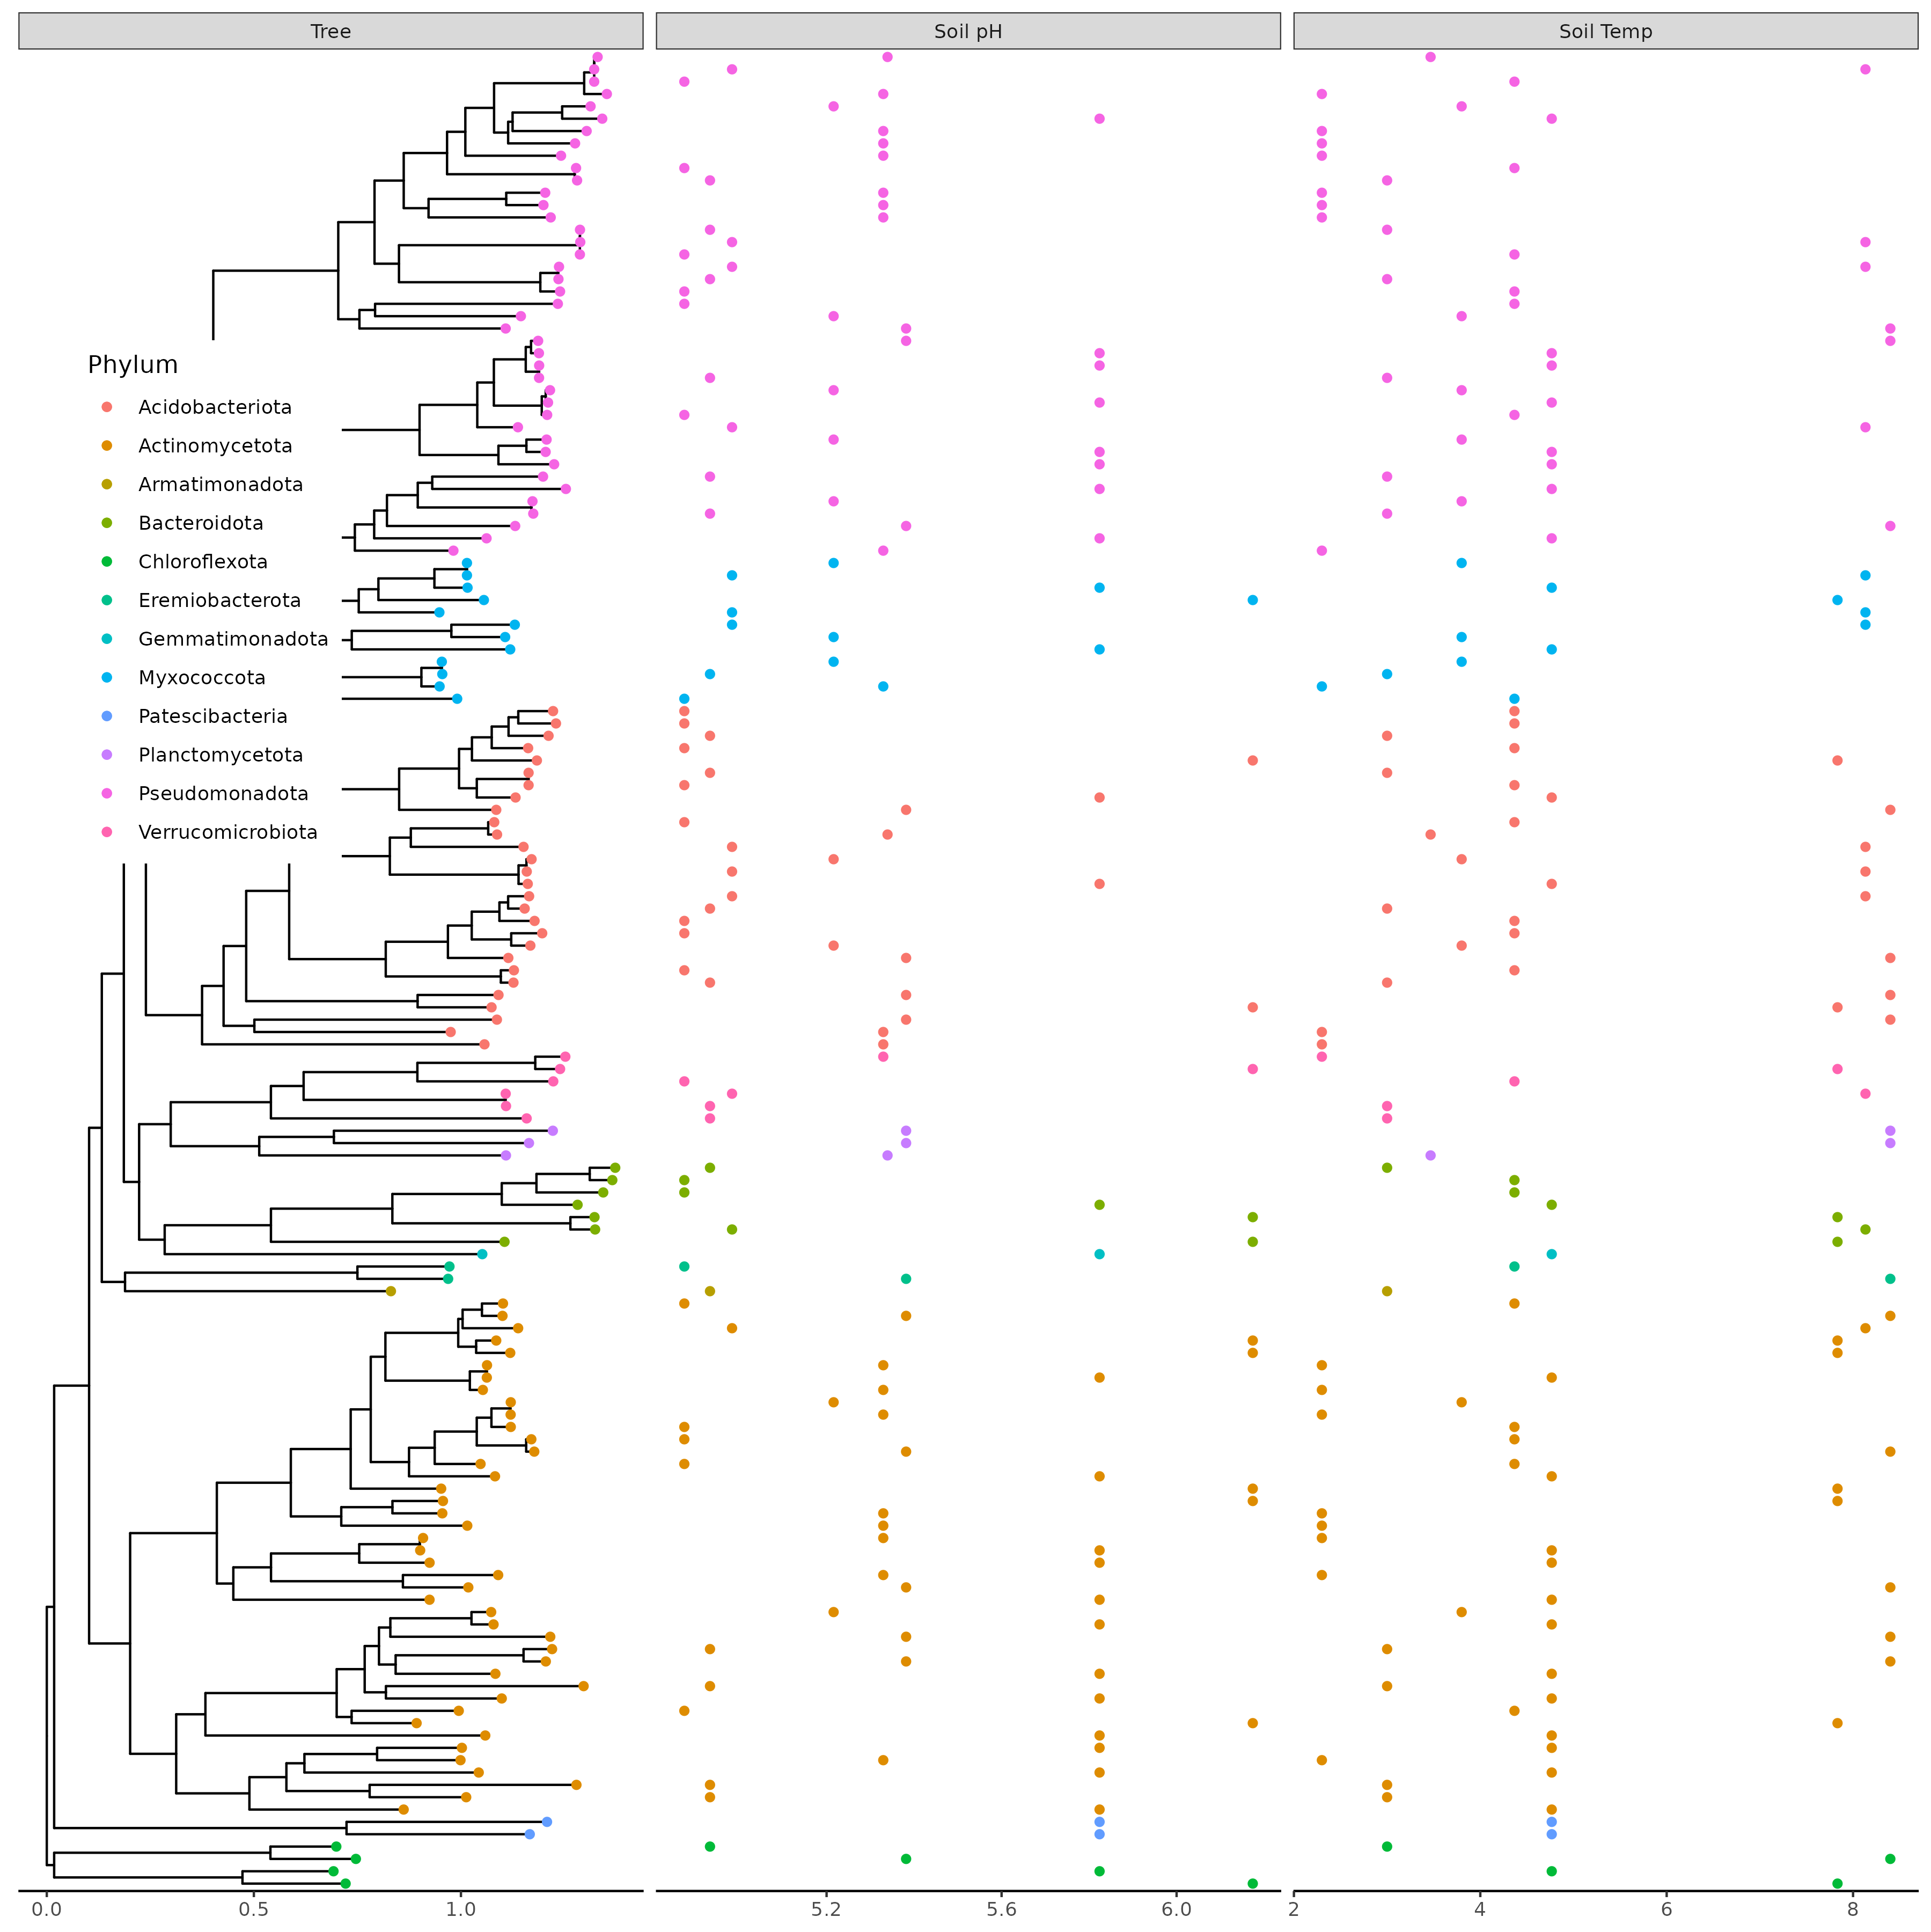 Tree Soil pH Soil Temp
Phylum
Acidobacteriota
Actinomycetota
Armatimonadota
Bacteroidota
Chloroflexota
Eremiobacterota
Gemmatimonadota
Myxococcota
Patescibacteria
Planctomycetota
Pseudomonadota
Verrucomicrobiota
0.0 0.5 1.0 5.2 5.6 6.0 2 4 6 8